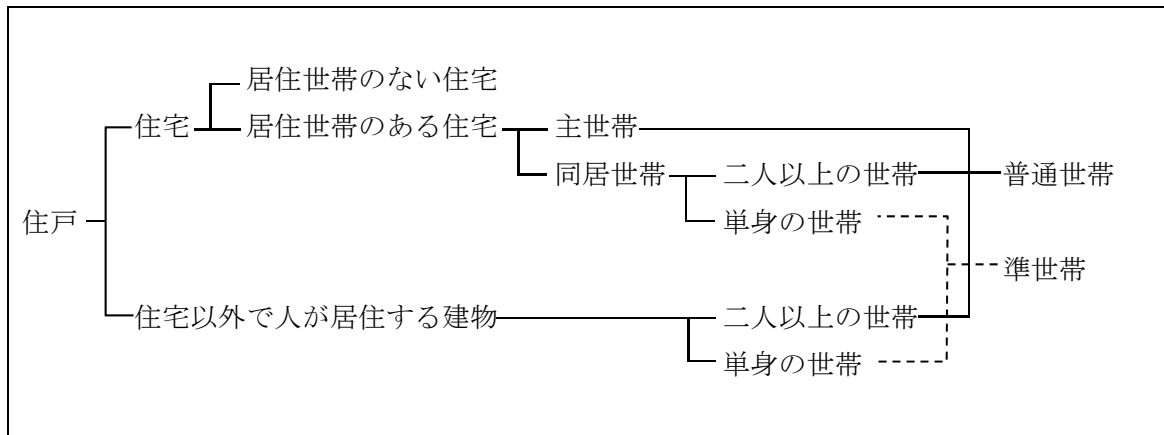 居住世帯のない住宅
住宅 居住世帯のある住宅 主世帯
同居世帯 二人以上の世帯 普通世帯
住戸 単身の世帯
準世帯
住宅以外で人が居住する建物 二人以上の世帯
単身の世帯